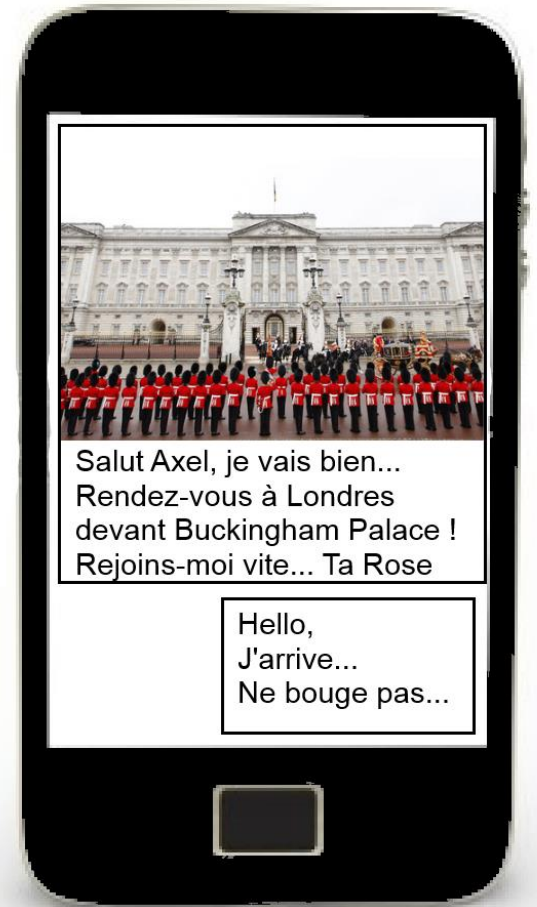 Salut Axel, je vais bien...
Rendez-vous à Londres
devant Buckingham Palace !
Rejoins-moi vite... Ta Rose
Hello,
J'arrive...
Ne bouge pas...